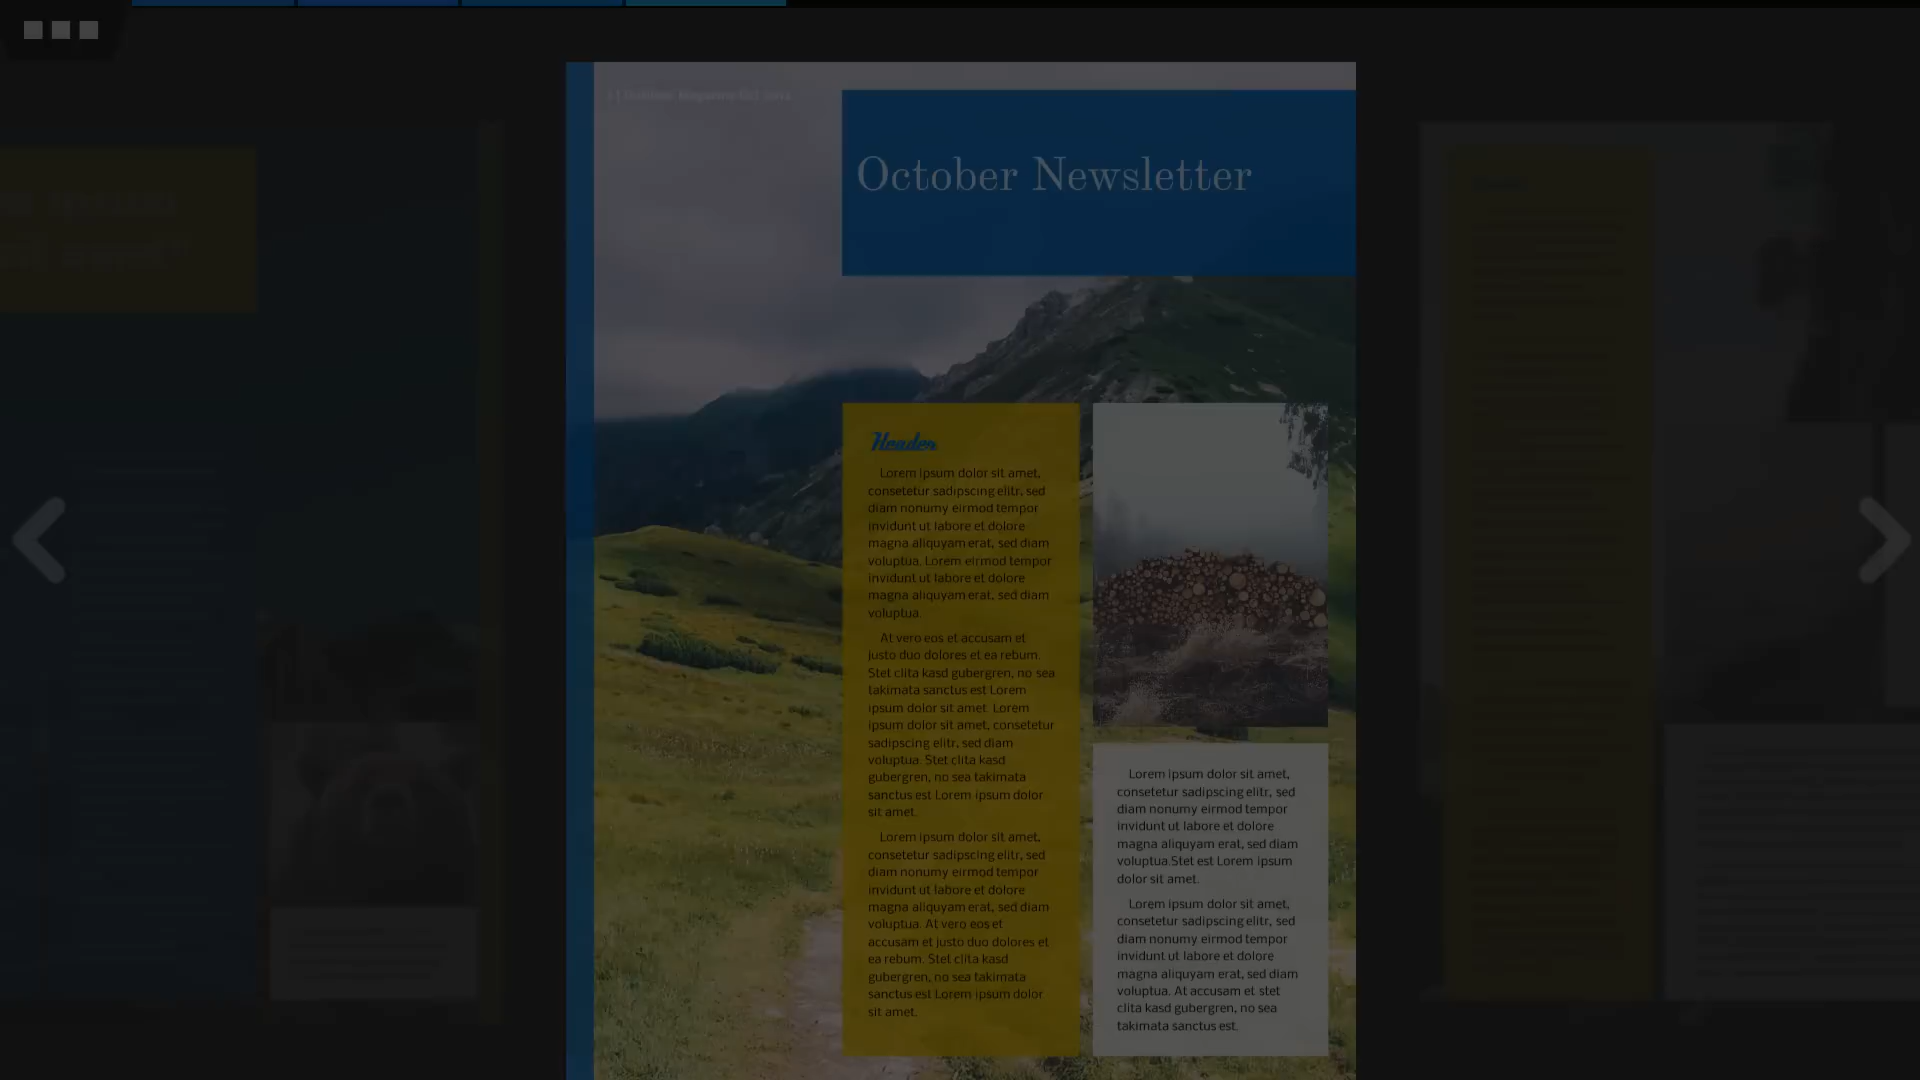 October Newsletter
Header
Lorem ipsum dolor sit amet,
consetetur sadipscing elitr, sed
diam nonumy eirmod tempor
invidunt ut labore et dolore
magna aliquyam erat, sed diam
voluptua. Lorem eirmod tempor
invidunt ut labore et dolore
magna aliquyam erat, sed diam
voluptua.
At vero eos et accusam et
justo duo dolores et ea rebum.
Stet clita kasd gubergren, no sea
takimata sanctus est Lorem
ipsum dolor sit amet. Lorem
ipsum dolor sit amet, consetetur
sadipscing elitr, sed diam
voluptua. Stet clita kasd
gubergren, no sea takimata
sanctus est Lorem ipsum dolor
sit amet.
Lorem ipsum dolor sit amet,
consetetur sadipscing elitr, sed
diam nonumy eirmod tempor
invidunt ut labore et dolore
magna aliquyam erat, sed diam
voluptua. At vero eos et
accusam et justo duo dolores et
ea rebum. Stet clita kasd
gubergren, no sea takimata
sanctus est Lorem ipsum dolor
sit amet.
Lorem ipsum dolor sit amet,
consetetur sadipscing elitr, sed
diam nonumy eirmod tempor
invidunt ut labore et dolore
magna aliquyam erat, sed diam
voluptua.Stet est Lorem ipsum
dolor sit amet.
Lorem ipsum dolor sit amet,
consetetur sadipscing elitr, sed
diam nonumy eirmod tempor
invidunt ut labore et dolore
magna aliquyam erat, sed diam
voluptua. At accusam et stet
clita kasd gubergren, no sea
takimata sanctus est.